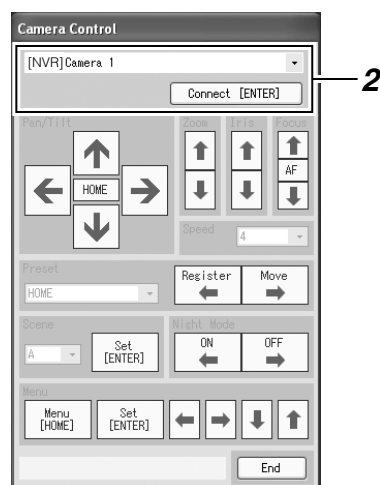 Camera Control
[NVR]Camera 1
2
Connect [ENTER]
Pan/Tilt Zoom Iris Focus
HOME AF
Speed 4
Preset
HOME Register Move
Scene Night Mode
A Set [ENTER] ON OFF
Menu
Menu [HOME] Set [ENTER]
End